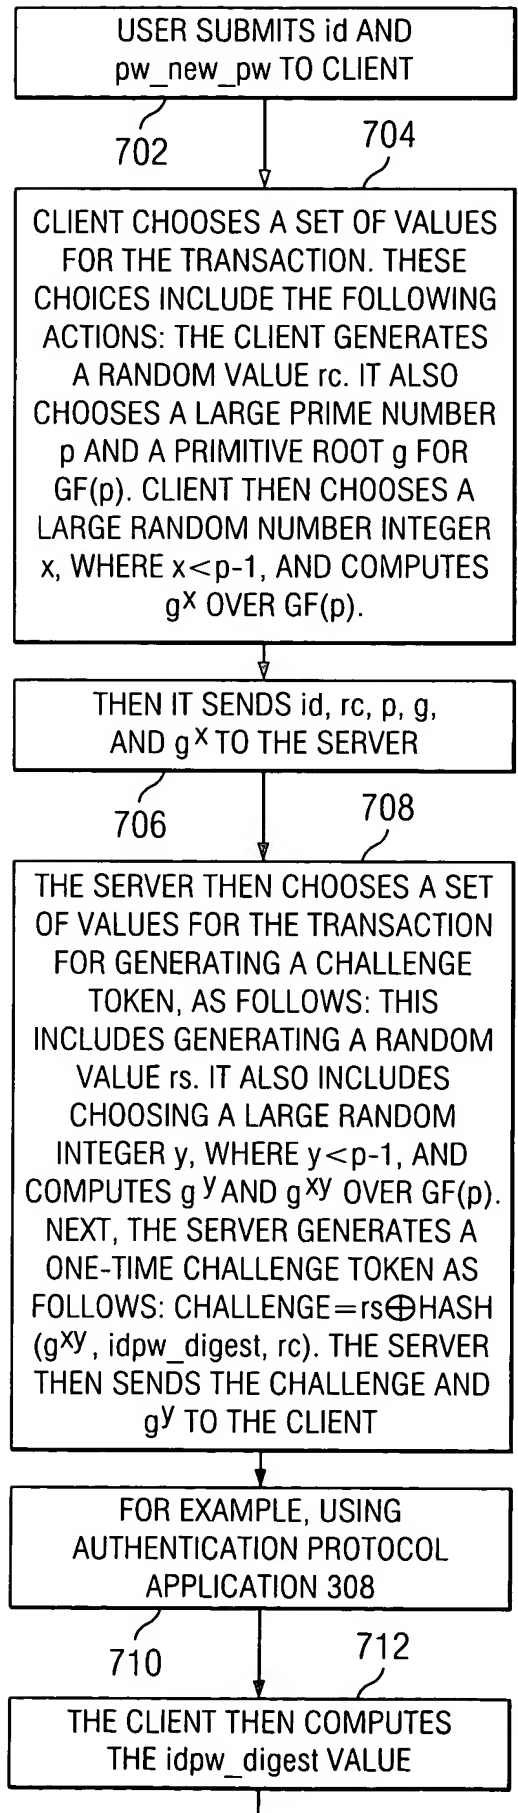 USER SUBMITS id AND
pw_new_pw TO CLIENT
702
704
CLIENT CHOOSES A SET OF VALUES
FOR THE TRANSACTION. THESE
CHOICES INCLUDE THE FOLLOWING
ACTIONS: THE CLIENT GENERATES
A RANDOM VALUE rc. IT ALSO
CHOOSES A LARGE PRIME NUMBER
p AND A PRIMITIVE ROOT g FOR
GF(p). CLIENT THEN CHOOSES A
LARGE RANDOM NUMBER INTEGER
x, WHERE x<p-1, AND COMPUTES
g^x OVER GF(p).
THEN IT SENDS id, rc, p, g,
AND g^x TO THE SERVER
706
708
THE SERVER THEN CHOOSES A SET
OF VALUES FOR THE TRANSACTION
FOR GENERATING A CHALLENGE
TOKEN, AS FOLLOWS: THIS
INCLUDES GENERATING A RANDOM
VALUE rs. IT ALSO INCLUDES
CHOOSING A LARGE RANDOM
INTEGER y, WHERE y<p-1, AND
COMPUTES g^y AND g^xy OVER GF(p).
NEXT, THE SERVER GENERATES A
ONE-TIME CHALLENGE TOKEN AS
FOLLOWS: CHALLENGE=rs⊕HASH
(g^xy, idpw_digest, rc). THE SERVER
THEN SENDS THE CHALLENGE AND
g^y TO THE CLIENT
FOR EXAMPLE, USING
AUTHENTICATION PROTOCOL
APPLICATION 308
710
712
THE CLIENT THEN COMPUTES
THE idpw_digest VALUE